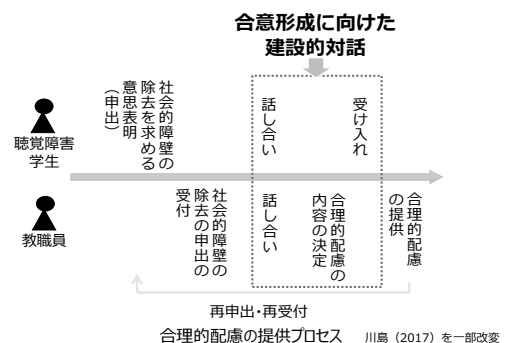 合意形成に向けた
建設的対話
社会的障壁の
除去を求める
意思表明
（申出）
話し合い
受け入れ
聴覚障害
学生
社会的障壁の
除去の申出の
受付
話し合い
合理的配慮の
内容の決定
合理的配慮
の提供
教職員
再申出・再受付
合理的配慮の提供プロセス 川島（2017）を一部改変